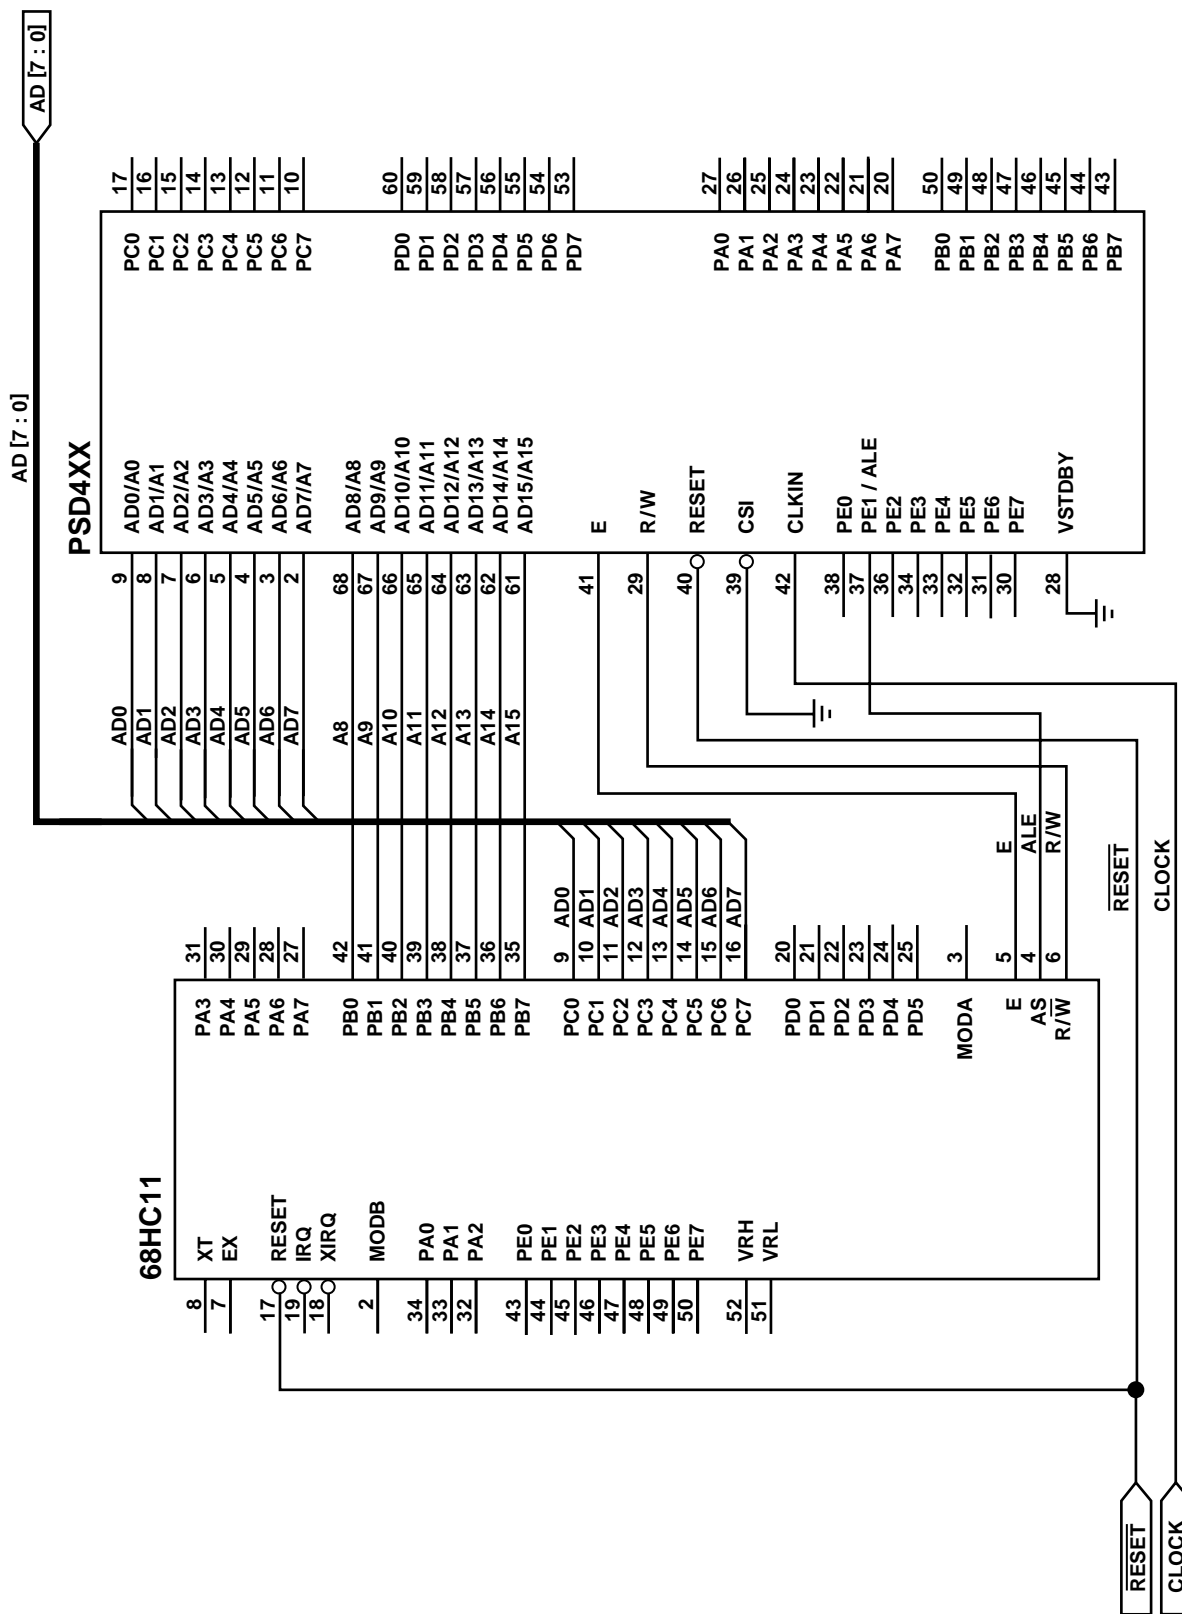 AD [7 : 0]
AD [7 : 0]
68HC11
8 XT
7 EX
17 RESET
19 IRQ
18 XIRQ
2 MODB
34 PA0
33 PA1
32 PA2
43 PE0
44 PE1
45 PE2
46 PE3
47 PE4
48 PE5
49 PE6
50 PE7
52 VRH
51 VRL
PA3 31
PA4 30
PA5 29
PA6 28
PA7 27
PB0 42
PB1 41
PB2 40
PB3 39
PB4 38
PB5 37
PB6 36
PB7 35
PC0 9 AD0
PC1 10 AD1
PC2 11 AD2
PC3 12 AD3
PC4 13 AD4
PC5 14 AD5
PC6 15 AD6
PC7 16 AD7
PD0 20
PD1 21
PD2 22
PD3 23
PD4 24
PD5 25
MODA 3
E 5 E
AS 4 ALE
R/W 6 R/W
PSD4XX
AD0 9 AD0/A0
AD1 8 AD1/A1
AD2 7 AD2/A2
AD3 6 AD3/A3
AD4 5 AD4/A4
AD5 4 AD5/A5
AD6 3 AD6/A6
AD7 2 AD7/A7
A8 68 AD8/A8
A9 67 AD9/A9
A10 66 AD10/A10
A11 65 AD11/A11
A12 64 AD12/A12
A13 63 AD13/A13
A14 62 AD14/A14
A15 61 AD15/A15
41 E
29 R/W
40 RESET
39 CSI
42 CLKIN
38 PE0
37 PE1 / ALE
36 PE2
34 PE3
33 PE4
32 PE5
31 PE6
30 PE7
28 VSTDBY
PC0 17
PC1 16
PC2 15
PC3 14
PC4 13
PC5 12
PC6 11
PC7 10
PD0 60
PD1 59
PD2 58
PD3 57
PD4 56
PD5 55
PD6 54
PD7 53
PA0 27
PA1 26
PA2 25
PA3 24
PA4 23
PA5 22
PA6 21
PA7 20
PB0 50
PB1 49
PB2 48
PB3 47
PB4 46
PB5 45
PB6 44
PB7 43
RESET RESET
CLOCK CLOCK